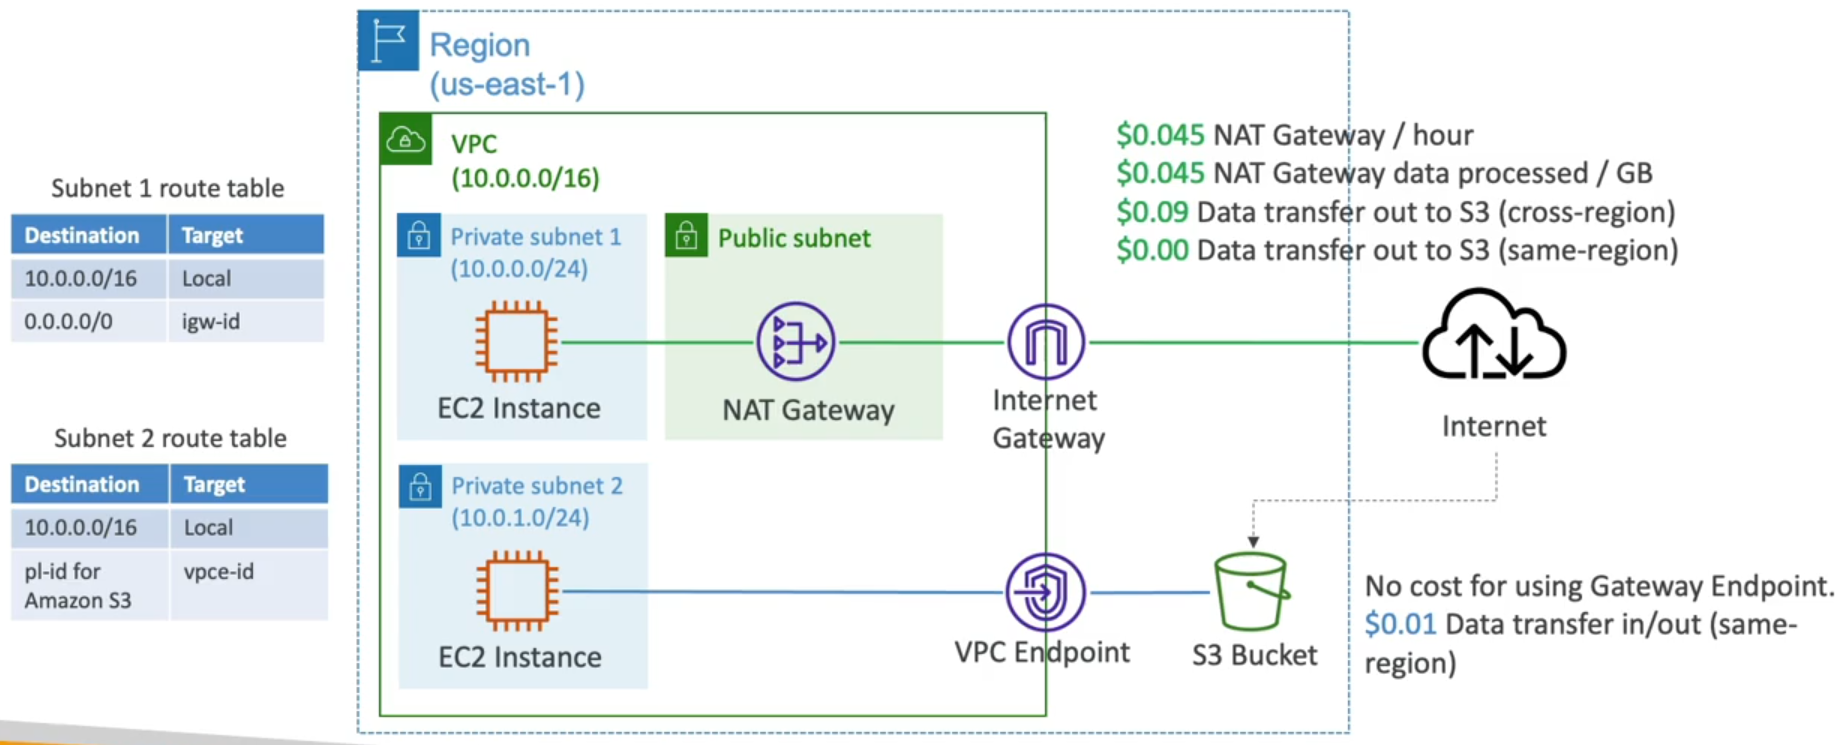 Region
(us-east-1)
VPC
(10.0.0.0/16)
$0.045 NAT Gateway / hour
$0.045 NAT Gateway data processed / GB
$0.09 Data transfer out to S3 (cross-region)
$0.00 Data transfer out to S3 (same-region)
Subnet 1 route table
Destination Target
10.0.0.0/16 Local
0.0.0.0/0 igw-id
Private subnet 1
(10.0.0.0/24)
EC2 Instance
Public subnet
NAT Gateway
Internet
Gateway
Internet
Subnet 2 route table
Destination Target
10.0.0.0/16 Local
pl-id for vpce-id
Amazon S3
Private subnet 2
(10.0.1.0/24)
EC2 Instance
VPC Endpoint
S3 Bucket
No cost for using Gateway Endpoint.
$0.01 Data transfer in/out (same-
region)